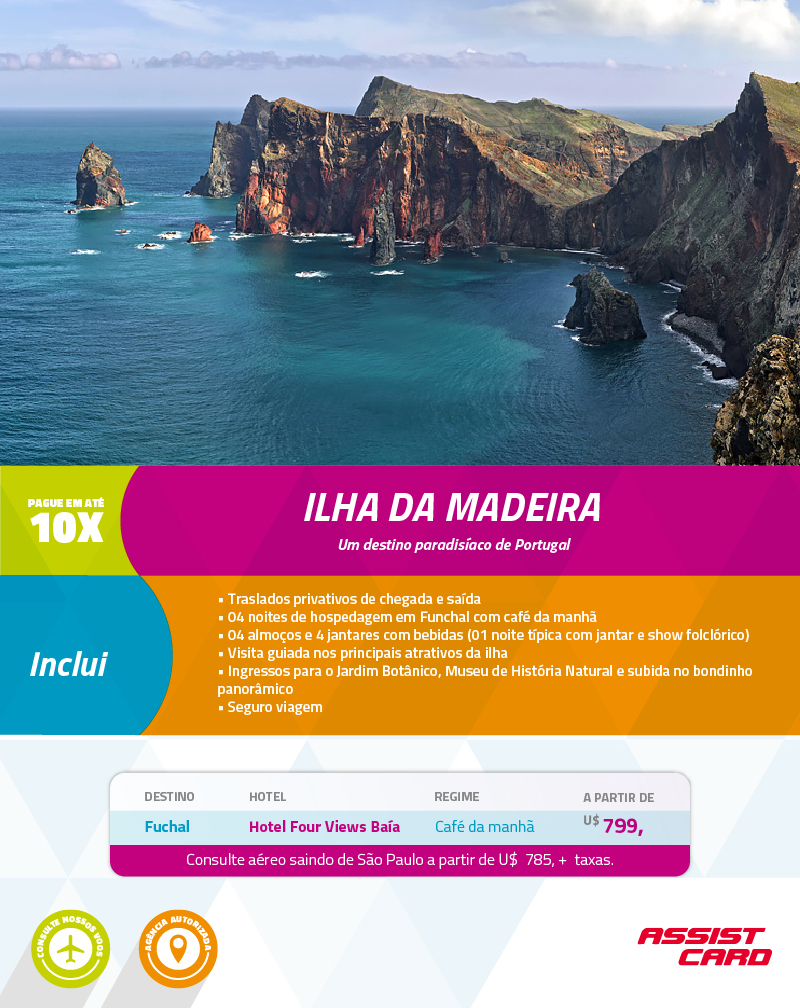 PAGUE EM ATÉ
10X
ILHA DA MADEIRA
Um destino paradisíaco de Portugal
Inclui
• Traslados privativos de chegada e saída
• 04 noites de hospedagem em Funchal com café da manhã
• 04 almoços e 4 jantares com bebidas (01 noite típica com jantar e show folclórico)
• Visita guiada nos principais atrativos da ilha
• Ingressos para o Jardim Botânico, Museu de História Natural e subida no bondinho
panorâmico
• Seguro viagem
DESTINO HOTEL REGIME A PARTIR DE
Fuchal Hotel Four Views Baía Café da manhã U$ 799,
Consulte aéreo saindo de São Paulo a partir de U$ 785, + taxas.
CONSULTE NOSSOS VOOS
AGÊNCIA AUTORIZADA
ASSIST
CARD